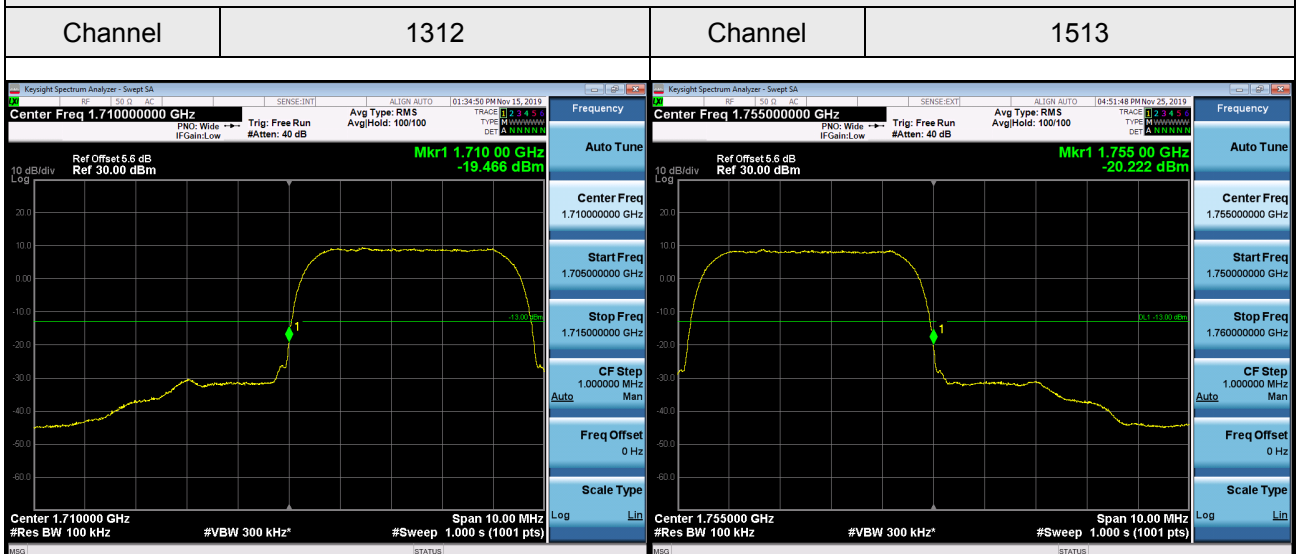 Channel 1312 Channel 1513
Keysight Spectrum Analyzer - Swept SA
RF 50 Ω AC SENSE:INT ALIGN AUTO 01:34:50 PM Nov 15, 2019
Center Freq 1.710000000 GHz
PNO: Wide
IFGain:Low
Trig: Free Run
#Atten: 40 dB
Avg Type: RMS
Avg|Hold: 100/100
TRACE 1 2 3 4 5 6
TYPE M W W W W W
DET A N N N N N
Ref Offset 5.6 dB
10 dB/div Ref 30.00 dBm
Log
Mkr1 1.710 00 GHz
-19.466 dBm
20.0
10.0
0.00
-10.0
-20.0
-30.0
-40.0
-50.0
-60.0
-13.00 dBm
1
Center 1.710000 GHz Span 10.00 MHz
#Res BW 100 kHz #VBW 300 kHz* #Sweep 1.000 s (1001 pts)
MSG STATUS
Frequency
Auto Tune
Center Freq
1.710000000 GHz
Start Freq
1.705000000 GHz
Stop Freq
1.715000000 GHz
CF Step
1.000000 MHz
Auto Man
Freq Offset
0 Hz
Scale Type
Log Lin
Keysight Spectrum Analyzer - Swept SA
RF 50 Ω AC SENSE:EXT ALIGN AUTO 04:51:48 PM Nov 25, 2019
Center Freq 1.755000000 GHz
PNO: Wide
IFGain:Low
Trig: Free Run
#Atten: 40 dB
Avg Type: RMS
Avg|Hold: 100/100
TRACE 1 2 3 4 5 6
TYPE M W W W W W
DET A N N N N N
Ref Offset 5.6 dB
10 dB/div Ref 30.00 dBm
Log
Mkr1 1.755 00 GHz
-20.222 dBm
20.0
10.0
0.00
-10.0
-20.0
-30.0
-40.0
-50.0
-60.0
DL1 -13.00 dBm
1
Center 1.755000 GHz Span 10.00 MHz
#Res BW 100 kHz #VBW 300 kHz* #Sweep 1.000 s (1001 pts)
MSG STATUS
Frequency
Auto Tune
Center Freq
1.755000000 GHz
Start Freq
1.750000000 GHz
Stop Freq
1.760000000 GHz
CF Step
1.000000 MHz
Auto Man
Freq Offset
0 Hz
Scale Type
Log Lin